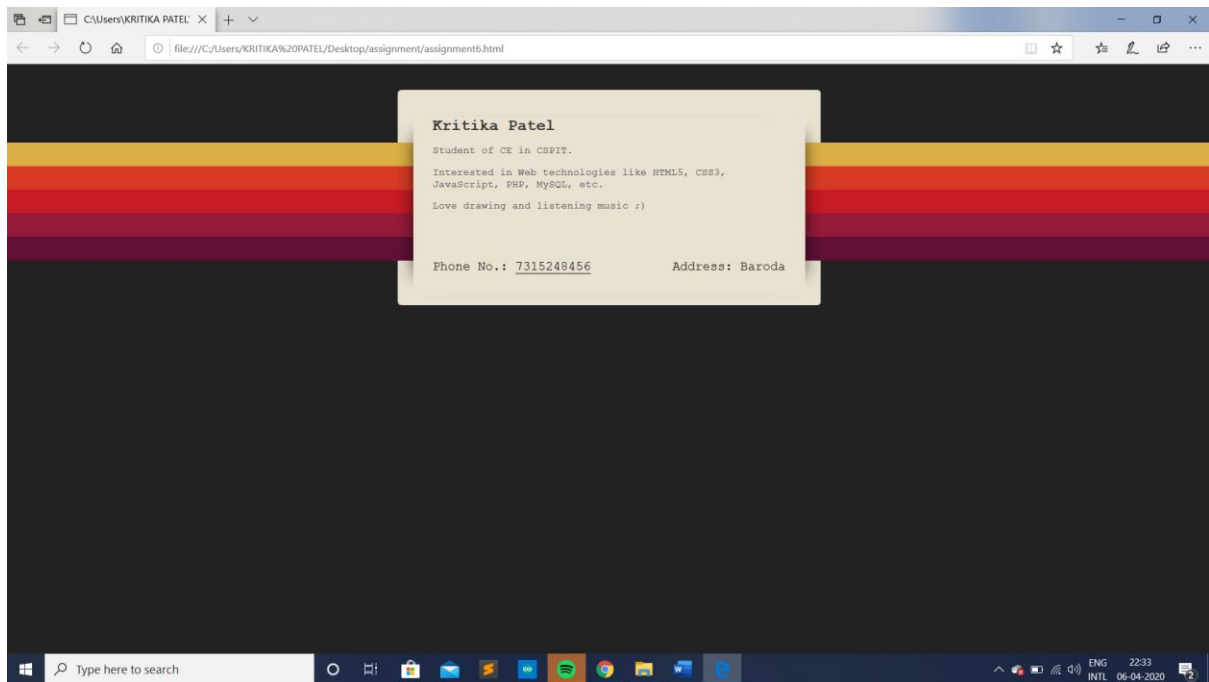 C:\Users\KRITIKA PATEL'
file:///C:/Users/KRITIKA%20PATEL/Desktop/assignment/assignment6.html
Kritika Patel
Student of CE in CSPIT.
Interested in Web technologies like HTML5, CSS3,
JavaScript, PHP, MySQL, etc.
Love drawing and listening music ;)
Phone No.: 7315248456 Address: Baroda
Type here to search
ENG 22:33
INTL 06-04-2020
2